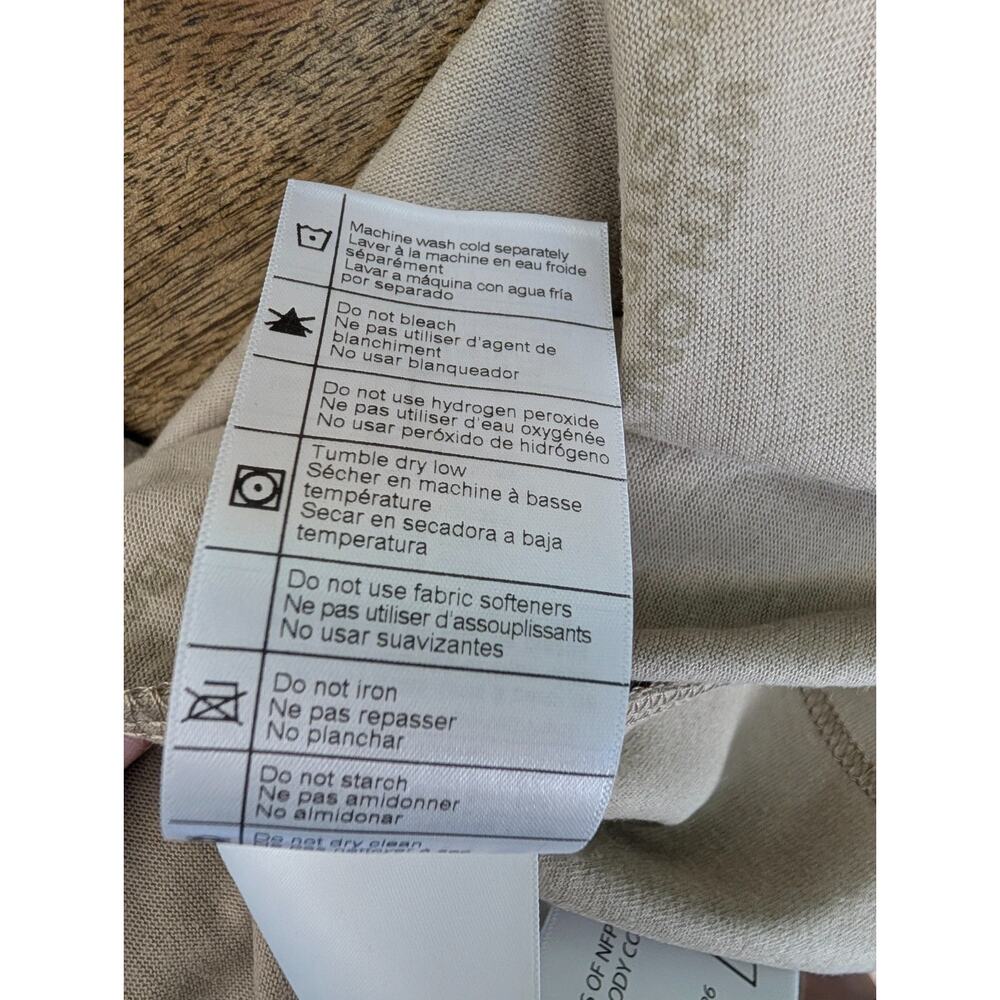 Machine wash cold separately
Laver à la machine en eau froide
séparément
Lavar a máquina con agua fría
por separado
Do not bleach
Ne pas utiliser d'agent de
blanchiment
No usar blanqueador
Do not use hydrogen peroxide
Ne pas utiliser d'eau oxygénée
No usar peróxido de hidrógeno
Tumble dry low
Sécher en machine à basse
température
Secar en secadora a baja
temperatura
Do not use fabric softeners
Ne pas utiliser d'assouplissants
No usar suavizantes
Do not iron
Ne pas repasser
No planchar
Do not starch
Ne pas amidonner
No almidonar
Do not dry clean
OF NFP
ODY CO